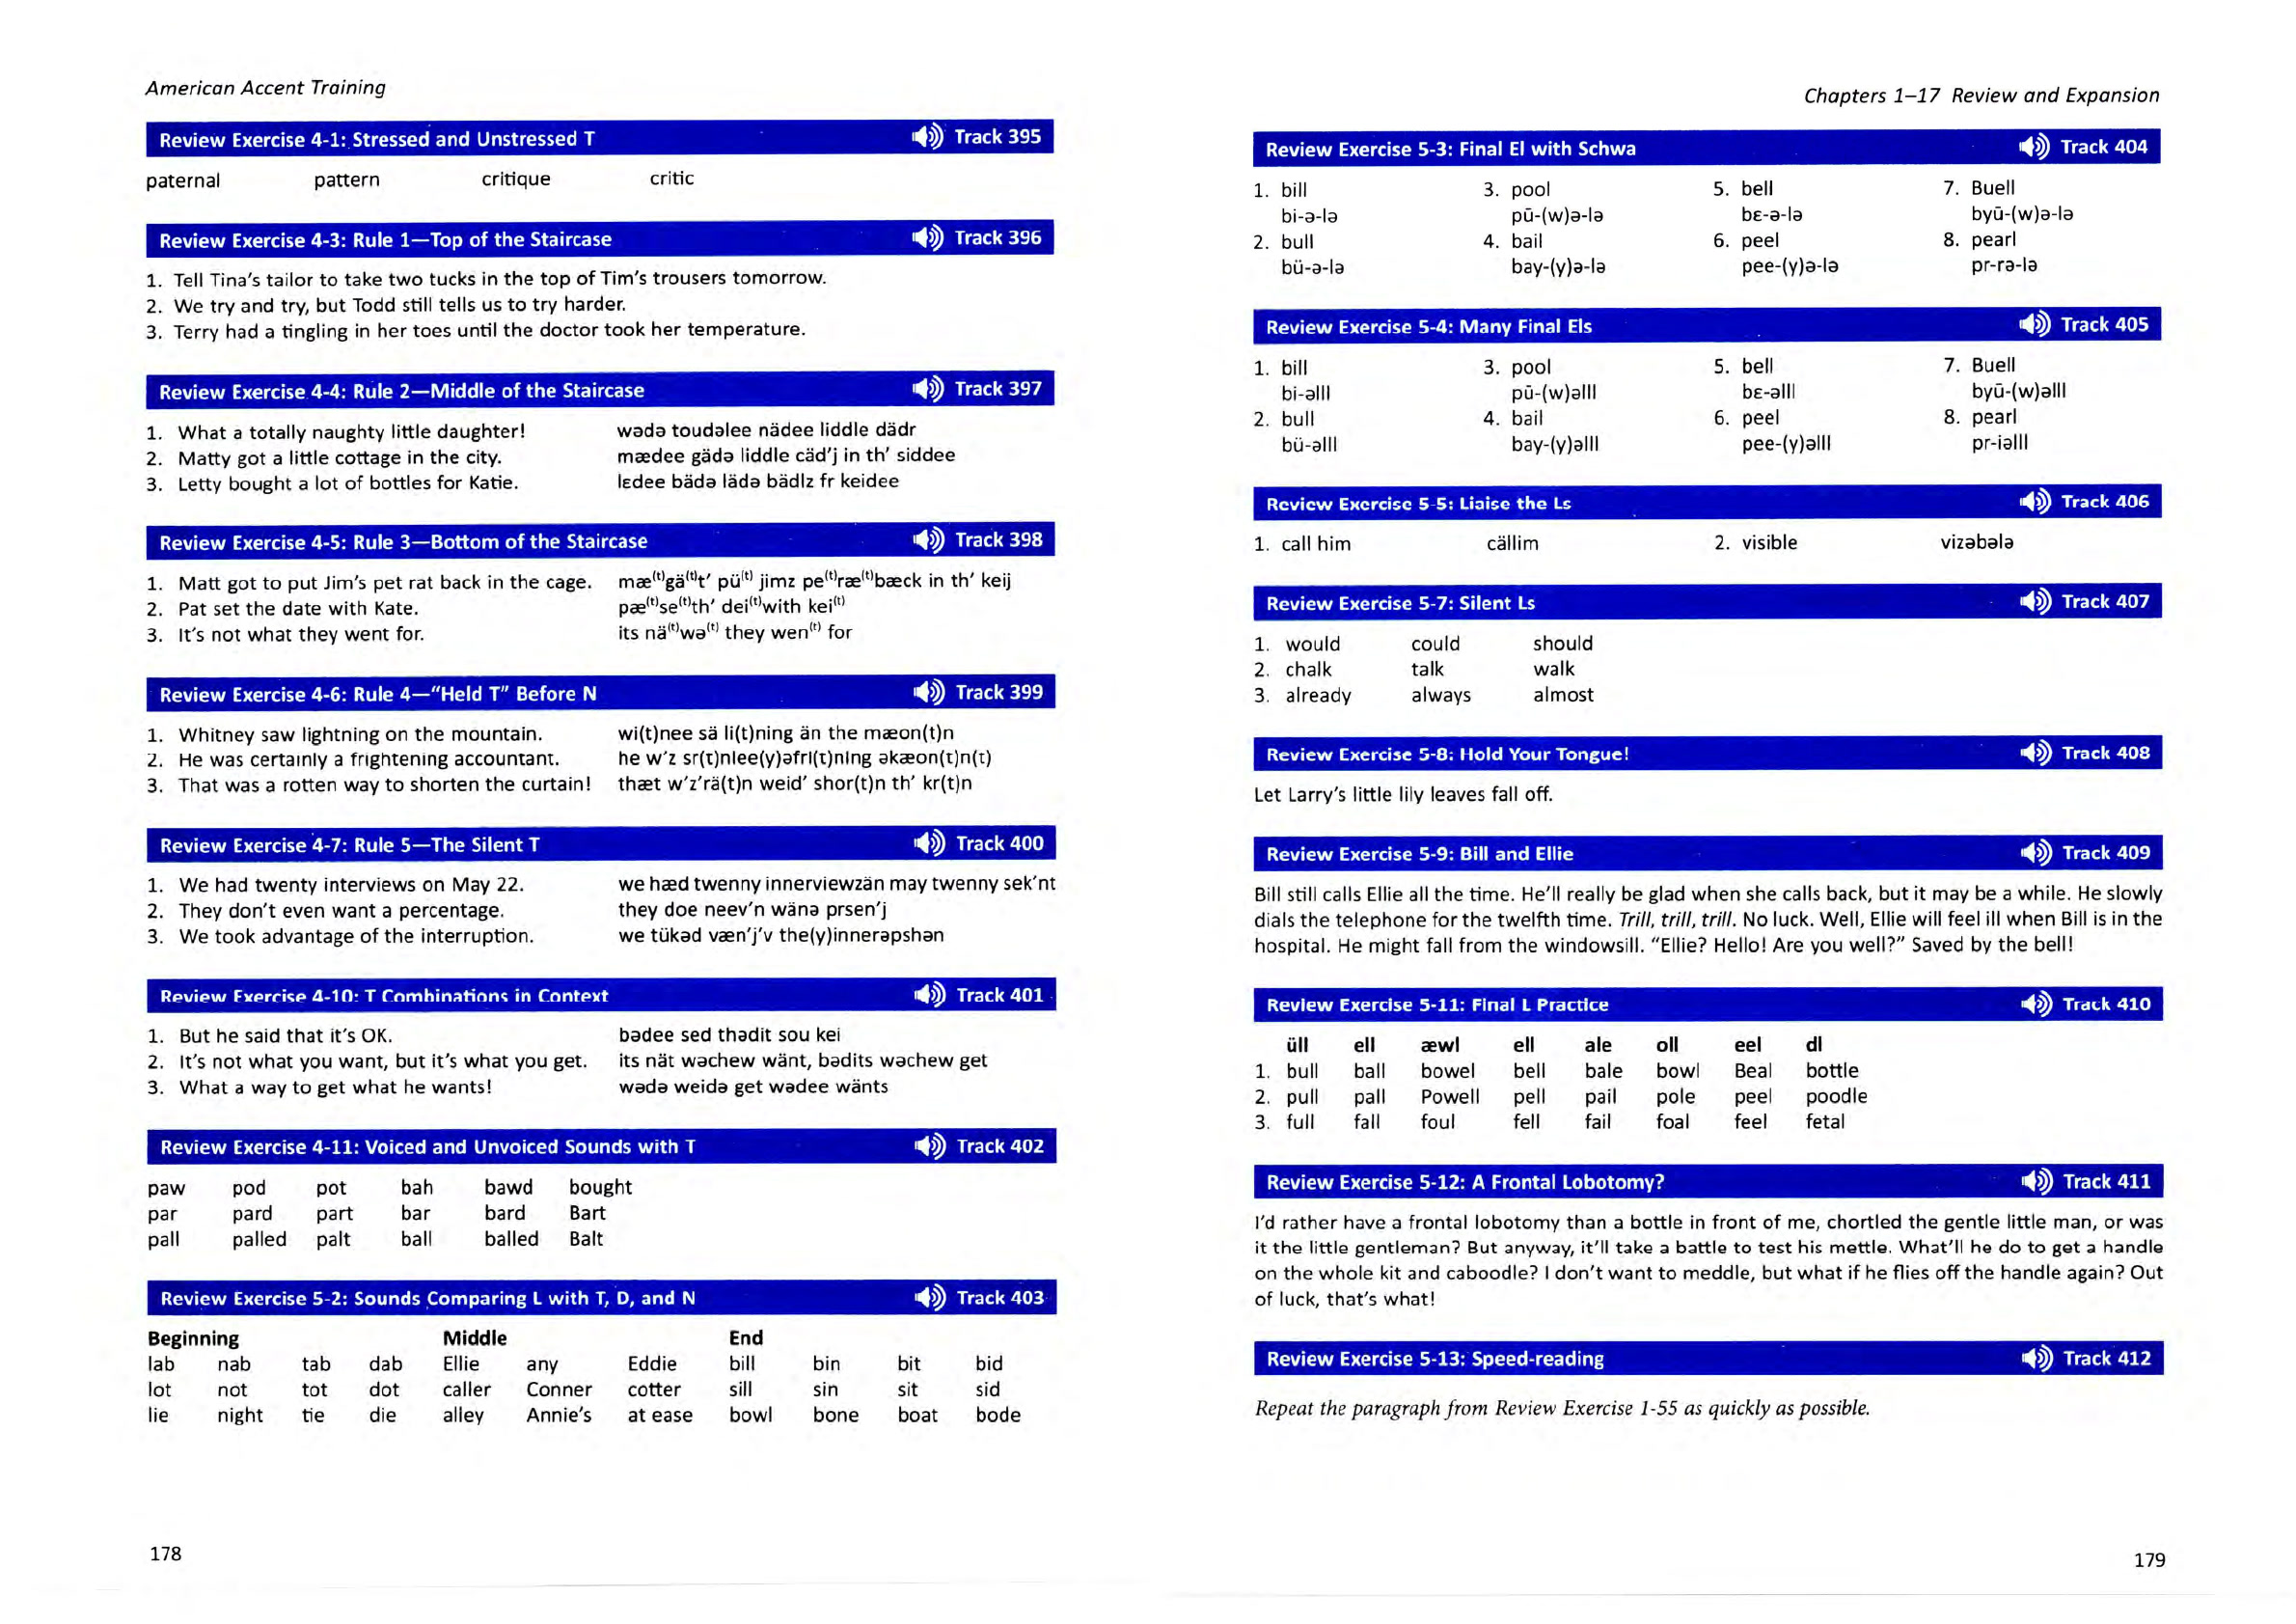 American Accent Training
Review Exercise 4-1: Stressed and Unstressed T Track 395
paternal pattern critique critic
Review Exercise 4-3: Rule 1—Top of the Staircase Track 396
1. Tell Tina's tailor to take two tucks in the top of Tim's trousers tomorrow.
2. We try and try, but Todd still tells us to try harder.
3. Terry had a tingling in her toes until the doctor took her temperature.
Review Exercise 4-4: Rule 2—Middle of the Staircase Track 397
1. What a totally naughty little daughter! wədə toudəlee nädee liddle dädr
2. Matty got a little cottage in the city. mædee gädə liddle cäd'j in th' siddee
3. Letty bought a lot of bottles for Katie. lɛdee bädə lädə bädlz fr keidee
Review Exercise 4-5: Rule 3—Bottom of the Staircase Track 398
1. Matt got to put Jim's pet rat back in the cage. mæ⁽ᵗ⁾gä⁽ᵗ⁾t' pü⁽ᵗ⁾ jimz pe⁽ᵗ⁾ræ⁽ᵗ⁾bæck in th' keij
2. Pat set the date with Kate. pæ⁽ᵗ⁾se⁽ᵗ⁾th' dei⁽ᵗ⁾with kei⁽ᵗ⁾
3. It's not what they went for. its nä⁽ᵗ⁾wə⁽ᵗ⁾ they wen⁽ᵗ⁾ for
Review Exercise 4-6: Rule 4—"Held T" Before N Track 399
1. Whitney saw lightning on the mountain. wi(t)nee sä li(t)ning än the mæon(t)n
2. He was certainly a frightening accountant. he w'z sr(t)nlee(y)əfri(t)ning əkæon(t)n(t)
3. That was a rotten way to shorten the curtain! thæt w'z'rä(t)n weid' shor(t)n th' kr(t)n
Review Exercise 4-7: Rule 5—The Silent T Track 400
1. We had twenty interviews on May 22. we hæd twenny innerviewzän may twenny sek'nt
2. They don't even want a percentage. they doe neev'n wänə prsen'j
3. We took advantage of the interruption. we tükəd væn'j'v the(y)innerəpshən
Review Exercise 4-10: T Combinations in Context Track 401
1. But he said that it's OK. bədee sed thədit sou kei
2. It's not what you want, but it's what you get. its nät wəchew wänt, bədits wəchew get
3. What a way to get what he wants! wədə weidə get wədee wänts
Review Exercise 4-11: Voiced and Unvoiced Sounds with T Track 402
paw pod pot bah bawd bought
par pard part bar bard Bart
pall palled palt ball balled Balt
Review Exercise 5-2: Sounds Comparing L with T, D, and N Track 403
Beginning Middle End
lab nab tab dab Ellie any Eddie bill bin bit bid
lot not tot dot caller Conner cotter sill sin sit sid
lie night tie die alley Annie's at ease bowl bone boat bode
178
Chapters 1–17 Review and Expansion
Review Exercise 5-3: Final El with Schwa Track 404
1. bill 3. pool 5. bell 7. Buell
bi-ə-lə pū-(w)ə-lə bɛ-ə-lə byū-(w)ə-lə
2. bull 4. bail 6. peel 8. pearl
bü-ə-lə bay-(y)ə-lə pee-(y)ə-lə pr-rə-lə
Review Exercise 5-4: Many Final Els Track 405
1. bill 3. pool 5. bell 7. Buell
bi-əlll pū-(w)əlll bɛ-əlll byū-(w)əlll
2. bull 4. bail 6. peel 8. pearl
bü-əlll bay-(y)əlll pee-(y)əlll pr-iəlll
Review Exercise 5-5: Liaise the Ls Track 406
1. call him cällim 2. visible vizəbələ
Review Exercise 5-7: Silent Ls Track 407
1. would could should
2. chalk talk walk
3. already always almost
Review Exercise 5-8: Hold Your Tongue! Track 408
Let Larry's little lily leaves fall off.
Review Exercise 5-9: Bill and Ellie Track 409
Bill still calls Ellie all the time. He'll really be glad when she calls back, but it may be a while. He slowly
dials the telephone for the twelfth time. Trill, trill, trill. No luck. Well, Ellie will feel ill when Bill is in the
hospital. He might fall from the windowsill. "Ellie? Hello! Are you well?" Saved by the bell!
Review Exercise 5-11: Final L Practice Track 410
üll ell æwl ell ale oll eel dl
1. bull ball bowel bell bale bowl Beal bottle
2. pull pall Powell pell pail pole peel poodle
3. full fall foul fell fail foal feel fetal
Review Exercise 5-12: A Frontal Lobotomy? Track 411
I'd rather have a frontal lobotomy than a bottle in front of me, chortled the gentle little man, or was
it the little gentleman? But anyway, it'll take a battle to test his mettle. What'll he do to get a handle
on the whole kit and caboodle? I don't want to meddle, but what if he flies off the handle again? Out
of luck, that's what!
Review Exercise 5-13: Speed-reading Track 412
Repeat the paragraph from Review Exercise 1-55 as quickly as possible.
179